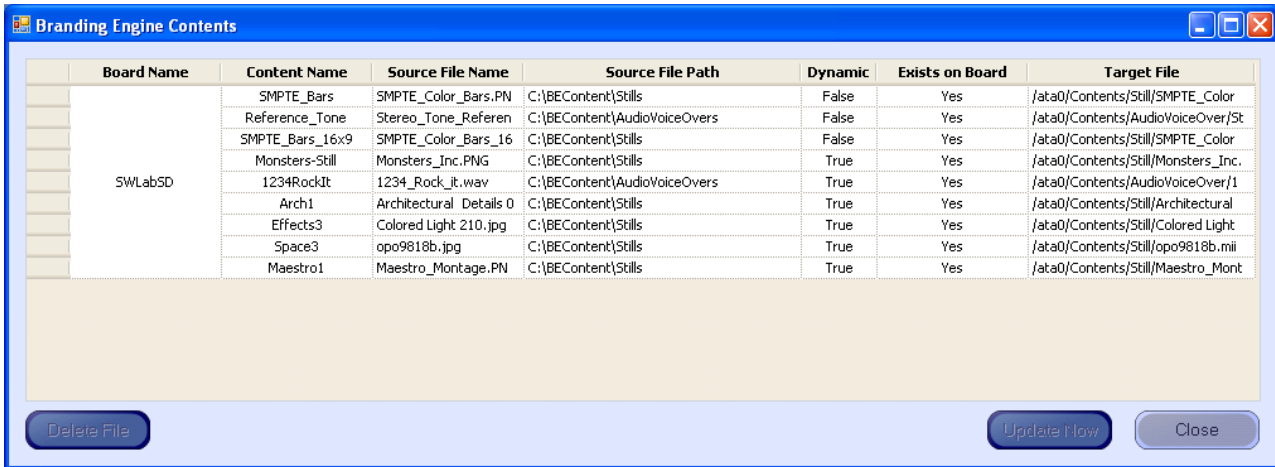 Branding Engine Contents
Board Name Content Name Source File Name Source File Path Dynamic Exists on Board Target File
SMPTE_Bars SMPTE_Color_Bars.PN C:\BEContent\Stills False Yes /ata0/Contents/Still/SMPTE_Color
Reference_Tone Stereo_Tone_Referen C:\BEContent\AudioVoiceOvers False Yes /ata0/Contents/AudioVoiceOver/St
SMPTE_Bars_16x9 SMPTE_Color_Bars_16 C:\BEContent\Stills False Yes /ata0/Contents/Still/SMPTE_Color
Monsters-Still Monsters_Inc.PNG C:\BEContent\Stills True Yes /ata0/Contents/Still/Monsters_Inc.
SWLabSD 1234RockIt 1234_Rock_it.wav C:\BEContent\AudioVoiceOvers True Yes /ata0/Contents/AudioVoiceOver/1
Arch1 Architectural Details 0 C:\BEContent\Stills True Yes /ata0/Contents/Still/Architectural
Effects3 Colored Light 210.jpg C:\BEContent\Stills True Yes /ata0/Contents/Still/Colored Light
Space3 opo9818b.jpg C:\BEContent\Stills True Yes /ata0/Contents/Still/opo9818b.mii
Maestro1 Maestro_Montage.PN C:\BEContent\Stills True Yes /ata0/Contents/Still/Maestro_Mont
Delete File Update Now Close